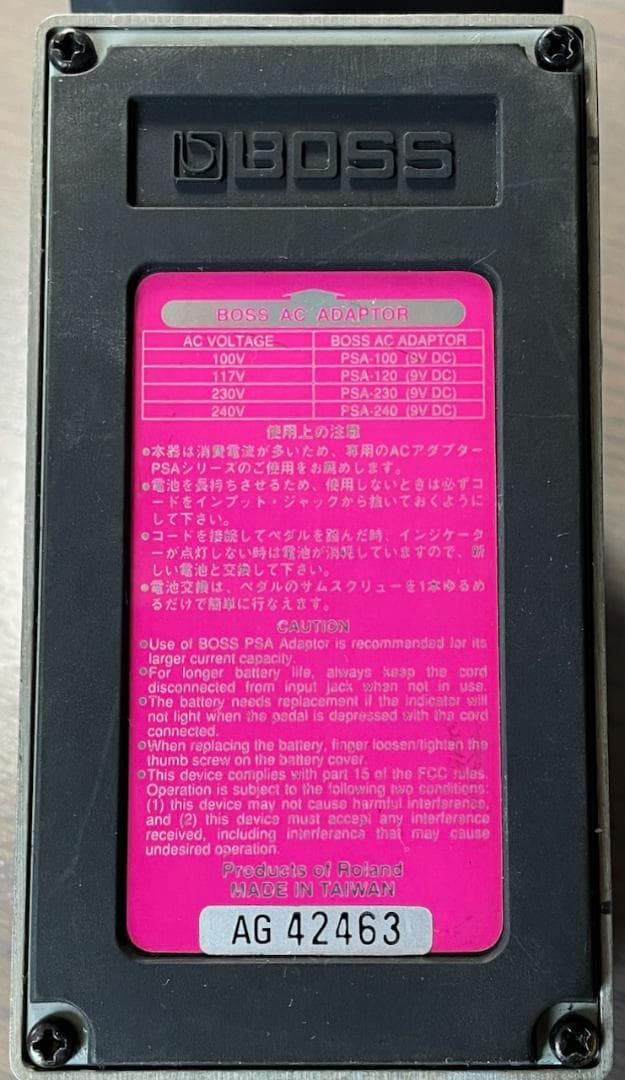 BOSS
BOSS AC ADAPTOR
AC VOLTAGE BOSS AC ADAPTOR
100V PSA-100 (9V DC)
117V PSA-120 (9V DC)
230V PSA-230 (9V DC)
240V PSA-240 (9V DC)
使用上の注意
●本器は消費電流が多いため、専用のACアダプター
PSAシリーズのご使用をお薦めします。
●電池を長持ちさせるため、使用しないときは必ずコ
ードをインプット・ジャックから抜いておくように
して下さい。
●コードを接続してペダルを踏んだ時、インジケータ
ーが点灯しない時は電池が消耗していますので、新
しい電池と交換して下さい。
●電池交換は、ペダルのサムスクリューを1本ゆるめ
るだけで簡単に行なえます。
CAUTION
●Use of BOSS PSA Adaptor is recommended for its
larger current capacity.
●For longer battery life, always keep the cord
disconnected from input jack when not in use.
●The battery needs replacement if the indicator will
not light when the pedal is depressed with the cord
connected.
●When replacing the battery, finger loosen/tighten the
thumb screw on the battery cover.
●This device complies with part 15 of the FCC rules.
Operation is subject to the following two conditions:
(1) this device may not cause harmful interference,
and (2) this device must accept any interference
received, including interference that may cause
undesired operation.
Products of Roland
MADE IN TAIWAN
AG 42463